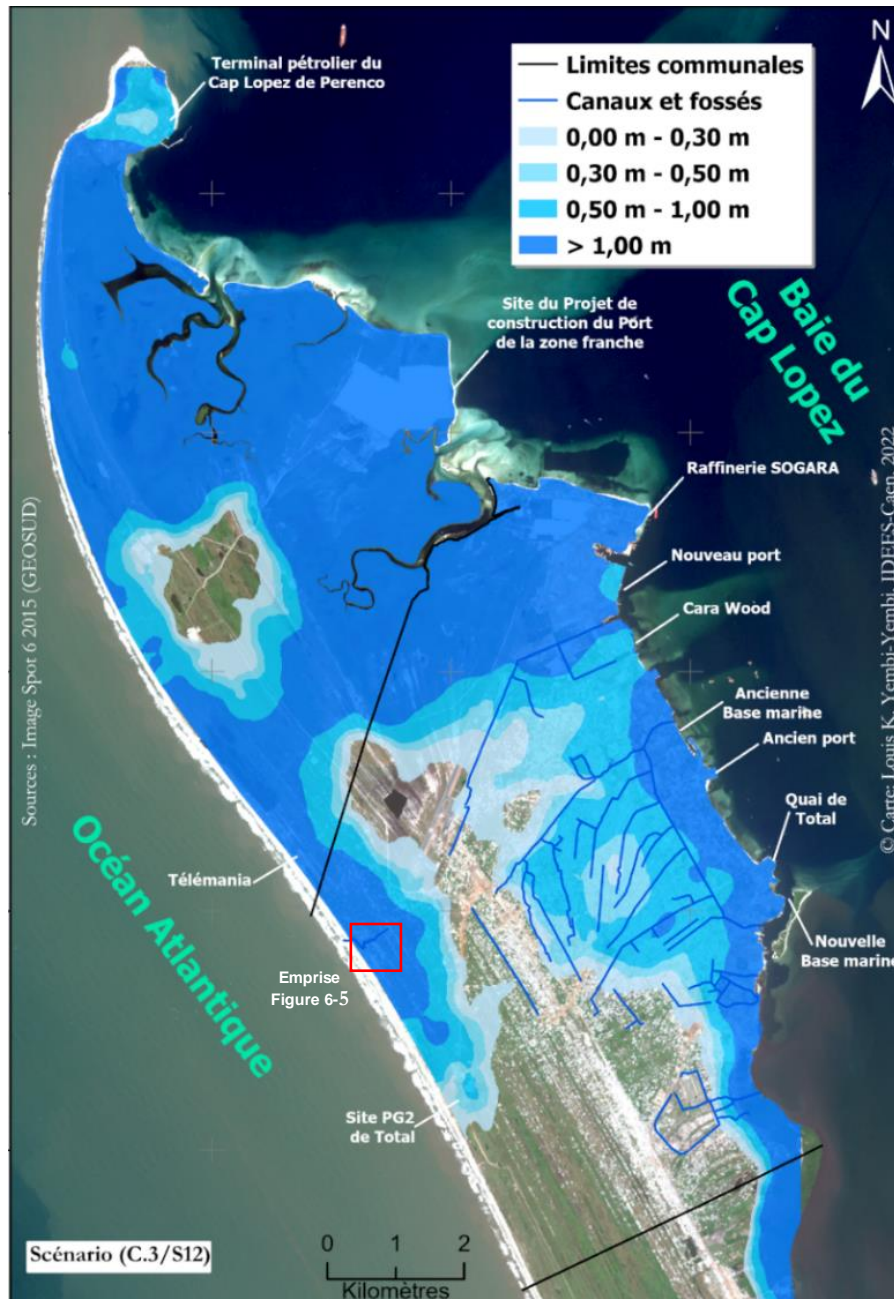 Terminal pétrolier du
Cap Lopez de Perenco
N
Limites communales
Canaux et fossés
0,00 m - 0,30 m
0,30 m - 0,50 m
0,50 m - 1,00 m
> 1,00 m
Baie du
Cap Lopez
Site du Projet de
construction du Pört
de la zone franche
Raffinerie SOGARA
Nouveau port
Cara Wood
Ancienne
Base marine
Ancien port
Quai de
Total
Nouvelle
Base marine
Sources : Image Spot 6 2015 (GEOSUD)
© Carte: Louis K. Yembi-Yembi, IDEES Caen, 2022
Océan Atlantique
Télémania
Emprise
Figure 6-5
Site PG2
de Total
Scénario (C.3/S12)
0 1 2
Kilomètres